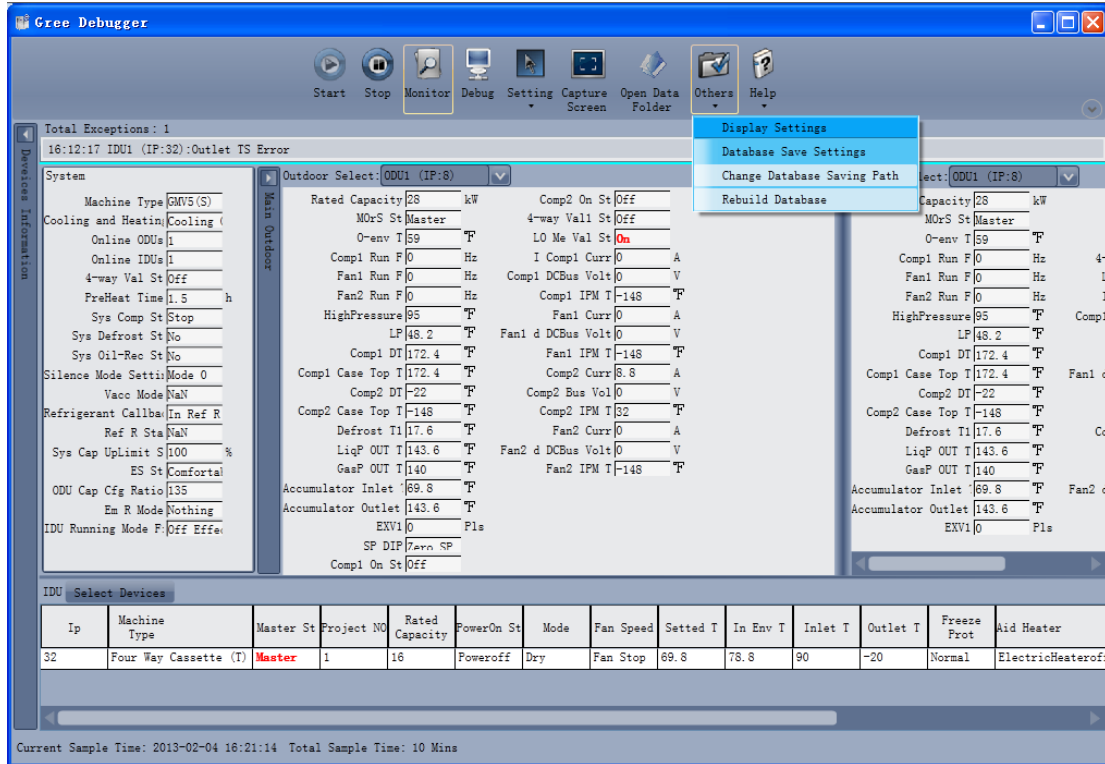 Gree Debugger
Start Stop Monitor Debug Setting Capture Screen Open Data Folder Others Help
Display Settings
Database Save Settings
Change Database Saving Path
Rebuild Database
Total Exceptions: 1
16:12:17 IDU1 (IP:32):Outlet TS Error
Deveices Information
System
Machine Type GMV5(S)
Cooling and Heatin Cooling
Online ODUs 1
Online IDUs 1
4-way Val St Off
PreHeat Time 1.5 h
Sys Comp St Stop
Sys Defrost St No
Sys Oil-Rec St No
Silence Mode Setti Mode 0
Vacc Mode NaN
Refrigerant Callba In Ref R
Ref R Sta NaN
Sys Cap UpLimit S 100 %
ES St Comforta
ODU Cap Cfg Ratio 135
Em R Mode Nothing
IDU Running Mode F: Off Effe
Main Outdoor
Outdoor Select: ODU1 (IP:8)
Rated Capacity 28 kW Comp2 On St Off
MOrS St Master 4-way Val1 St Off
O-env T 59 ℉ LO Me Val St On
Comp1 Run F 0 Hz I Comp1 Curr 0 A
Fan1 Run F 0 Hz Comp1 DCBus Volt 0 V
Fan2 Run F 0 Hz Comp1 IPM T -148 ℉
HighPressure 95 ℉ Fan1 Curr 0 A
LP 48.2 ℉ Fan1 d DCBus Volt 0 V
Comp1 DT 172.4 ℉ Fan1 IPM T -148 ℉
Comp1 Case Top T 172.4 ℉ Comp2 Curr 8.8 A
Comp2 DT -22 ℉ Comp2 Bus Vol 0 V
Comp2 Case Top T -148 ℉ Comp2 IPM T 32 ℉
Defrost T1 17.6 ℉ Fan2 Curr 0 A
LiqP OUT T 143.6 ℉ Fan2 d DCBus Volt 0 V
GasP OUT T 140 ℉ Fan2 IPM T -148 ℉
Accumulator Inlet 69.8 ℉
Accumulator Outlet 143.6 ℉
EXV1 0 Pls
SP DIP Zero SP
Comp1 On St Off
lect: ODU1 (IP:8)
Capacity 28 kW
MOrS St Master
O-env T 59 ℉
Comp1 Run F 0 Hz 4-
Fan1 Run F 0 Hz
Fan2 Run F 0 Hz
HighPressure 95 ℉ Comp1
LP 48.2 ℉
Comp1 DT 172.4 ℉
Comp1 Case Top T 172.4 ℉ Fan1
Comp2 DT -22 ℉
Comp2 Case Top T -148 ℉
Defrost T1 17.6 ℉ Co
LiqP OUT T 143.6 ℉
GasP OUT T 140 ℉
Accumulator Inlet 69.8 ℉ Fan2
Accumulator Outlet 143.6 ℉
EXV1 0 Pls
IDU Select Devices
Ip Machine Type Master St Project NO Rated Capacity PowerOn St Mode Fan Speed Setted T In Env T Inlet T Outlet T Freeze Prot Aid Heater
32 Four Way Cassette (T) Master 1 16 Poweroff Dry Fan Stop 69.8 78.8 90 -20 Normal ElectricHeaterof
Current Sample Time: 2013-02-04 16:21:14 Total Sample Time: 10 Mins